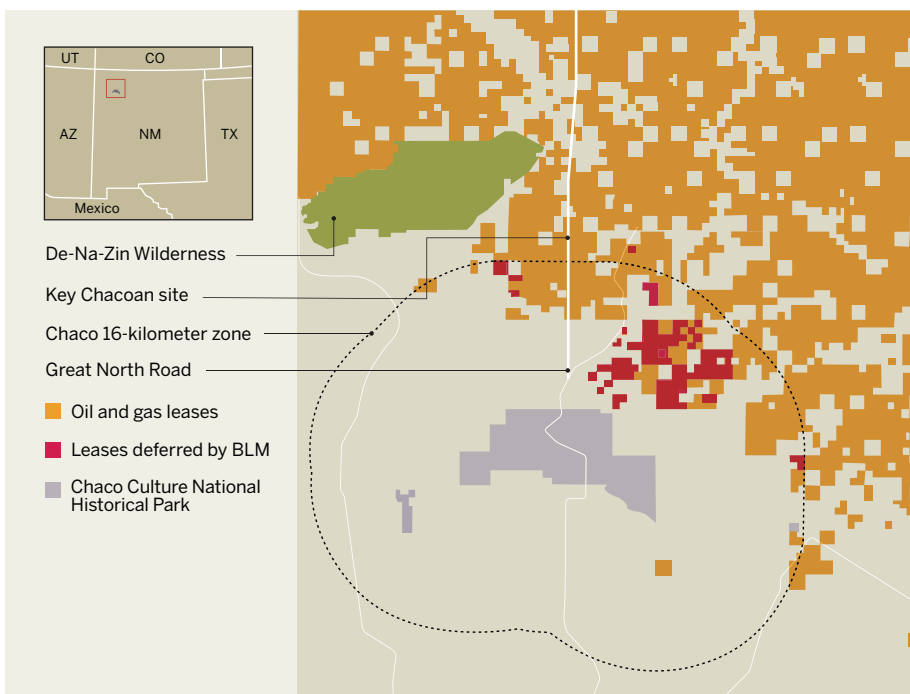 UT CO
AZ NM TX
Mexico
De-Na-Zin Wilderness
Key Chacoan site
Chaco 16-kilometer zone
Great North Road
Oil and gas leases
Leases deferred by BLM
Chaco Culture National
Historical Park